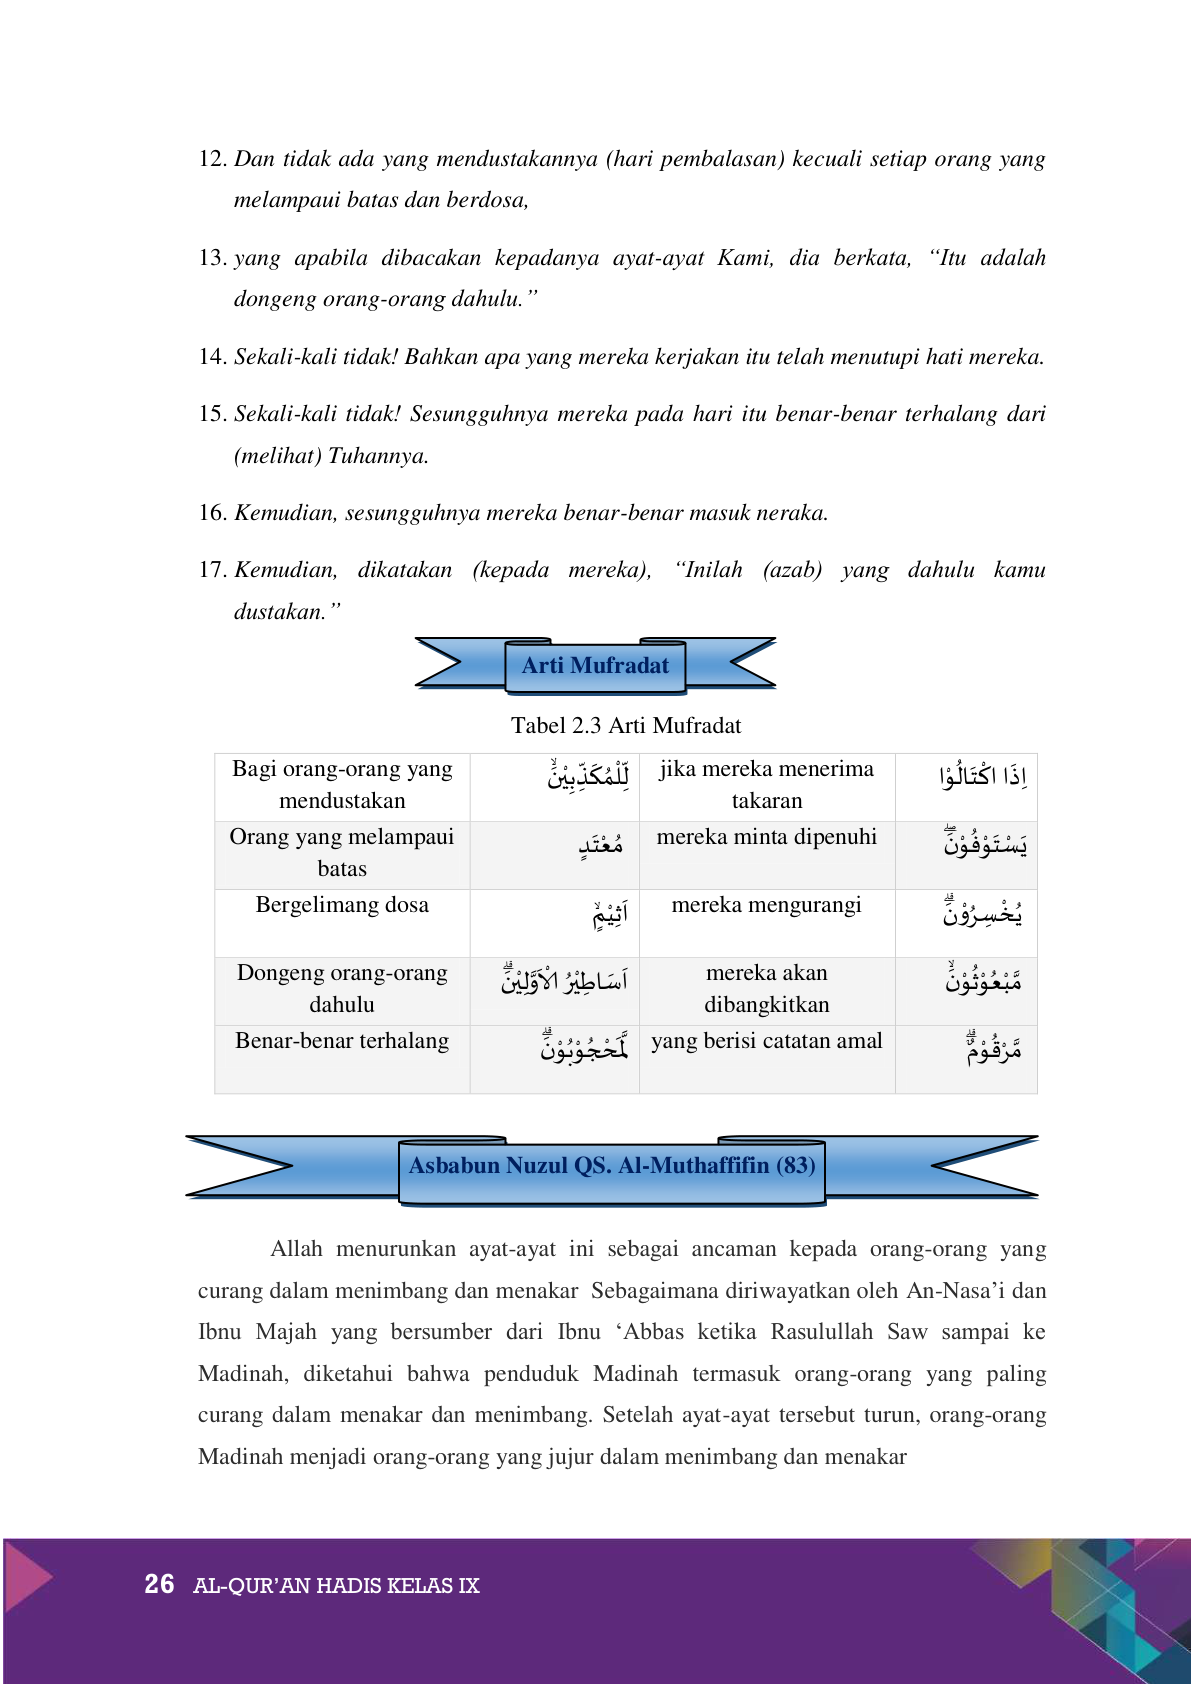 12. Dan tidak ada yang mendustakannya (hari pembalasan) kecuali setiap orang yang
melampaui batas dan berdosa,
13. yang apabila dibacakan kepadanya ayat-ayat Kami, dia berkata, “Itu adalah
dongeng orang-orang dahulu.”
14. Sekali-kali tidak! Bahkan apa yang mereka kerjakan itu telah menutupi hati mereka.
15. Sekali-kali tidak! Sesungguhnya mereka pada hari itu benar-benar terhalang dari
(melihat) Tuhannya.
16. Kemudian, sesungguhnya mereka benar-benar masuk neraka.
17. Kemudian, dikatakan (kepada mereka), “Inilah (azab) yang dahulu kamu
dustakan.”
Arti Mufradat
Tabel 2.3 Arti Mufradat
Bagi orang-orang yang
mendustakan
لِّلْمُكَذِّبِيْنَۙ
jika mereka menerima
takaran
اِذَا اكْتَالُوْا
Orang yang melampaui
batas
مُعْتَدٍ
mereka minta dipenuhi
يَسْتَوْفُوْنَۖ
Bergelimang dosa
اَثِيْمٍۙ
mereka mengurangi
يُخْسِرُوْنَۗ
Dongeng orang-orang
dahulu
اَسَاطِيْرُ الْاَوَّلِيْنَۗ
mereka akan
dibangkitkan
مَّبْعُوْثُوْنَۙ
Benar-benar terhalang
لَّمَحْجُوْبُوْنَۗ
yang berisi catatan amal
مَّرْقُوْمٌۗ
Asbabun Nuzul QS. Al-Muthaffifin (83)
Allah menurunkan ayat-ayat ini sebagai ancaman kepada orang-orang yang
curang dalam menimbang dan menakar Sebagaimana diriwayatkan oleh An-Nasa’i dan
Ibnu Majah yang bersumber dari Ibnu ‘Abbas ketika Rasulullah Saw sampai ke
Madinah, diketahui bahwa penduduk Madinah termasuk orang-orang yang paling
curang dalam menakar dan menimbang. Setelah ayat-ayat tersebut turun, orang-orang
Madinah menjadi orang-orang yang jujur dalam menimbang dan menakar
26 AL-QUR’AN HADIS KELAS IX